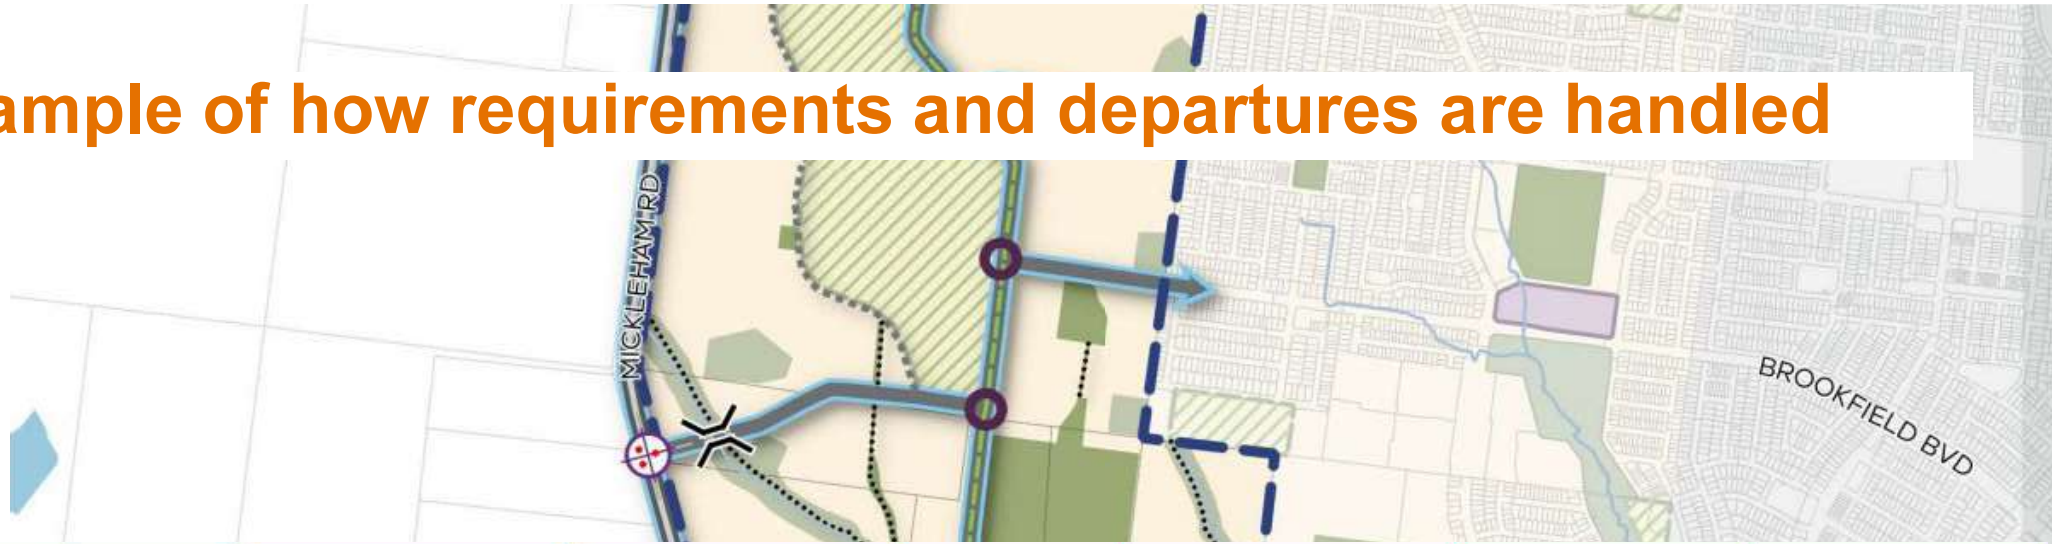 ample of how requirements and departures are handled
MICKLEHAM RD
BROOKFIELD BVD